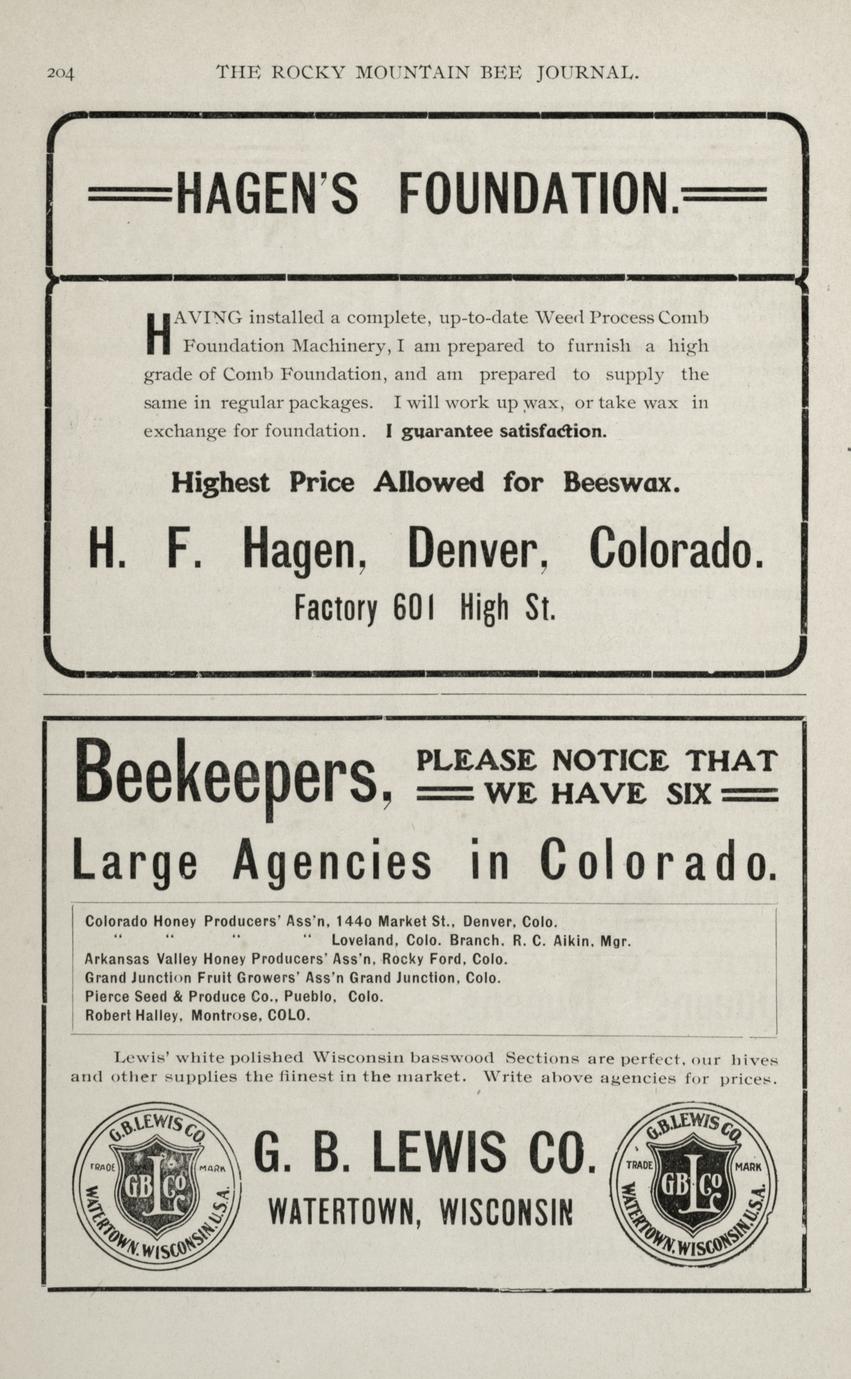 204
THE ROCKY MOUNTAIN BEE JOURNAL.
HAGEN'S FOUNDATION.
HAVING installed a complete, up-to-date Weed Process Comb
Foundation Machinery, I am prepared to furnish a high
grade of Comb Foundation, and am prepared to supply the
same in regular packages. I will work up wax, or take wax in
exchange for foundation. I guarantee satisfaction.
Highest Price Allowed for Beeswax.
H. F. Hagen, Denver, Colorado.
Factory 601 High St.
Beekeepers,
PLEASE NOTICE THAT
WE HAVE SIX
Large Agencies in Colorado.
Colorado Honey Producers' Ass'n, 1440 Market St., Denver, Colo.
“ “ “ “ Loveland, Colo. Branch. R. C. Aikin, Mgr.
Arkansas Valley Honey Producers' Ass'n, Rocky Ford, Colo.
Grand Junction Fruit Growers' Ass'n Grand Junction, Colo.
Pierce Seed & Produce Co., Pueblo, Colo.
Robert Halley, Montrose, COLO.
Lewis' white polished Wisconsin basswood Sections are perfect, our hives
and other supplies the fiinest in the market. Write above agencies for prices.
G.B.LEWIS CO.
TRADE MARK
GB L Co
WATERTOWN. WISCONSIN. U.S.A.
G. B. LEWIS CO.
WATERTOWN, WISCONSIN
G.B.LEWIS CO.
TRADE MARK
GB L Co
WATERTOWN. WISCONSIN. U.S.A.